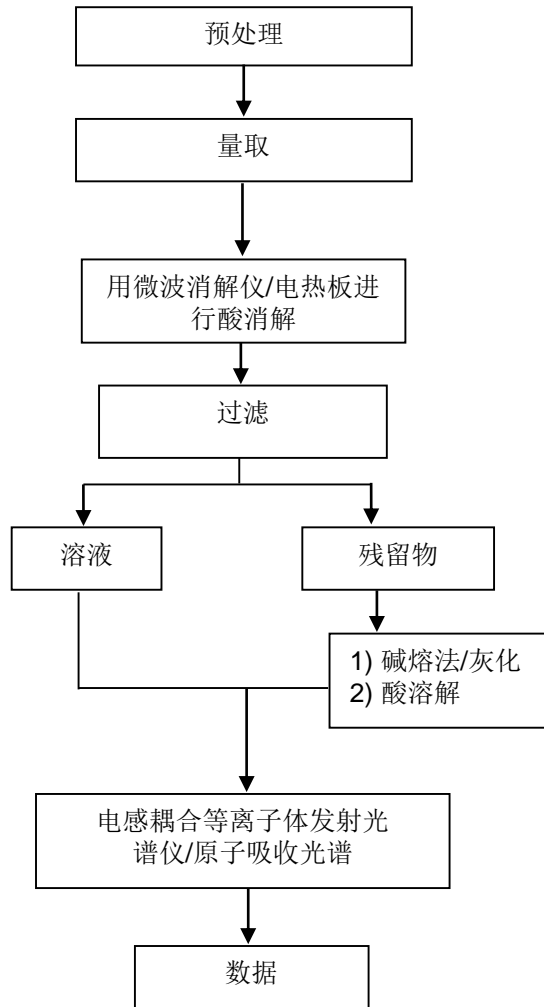 预处理
量取
用微波消解仪/电热板进
行酸消解
过滤
溶液
残留物
1) 碱熔法/灰化
2) 酸溶解
电感耦合等离子体发射光
谱仪/原子吸收光谱
数据